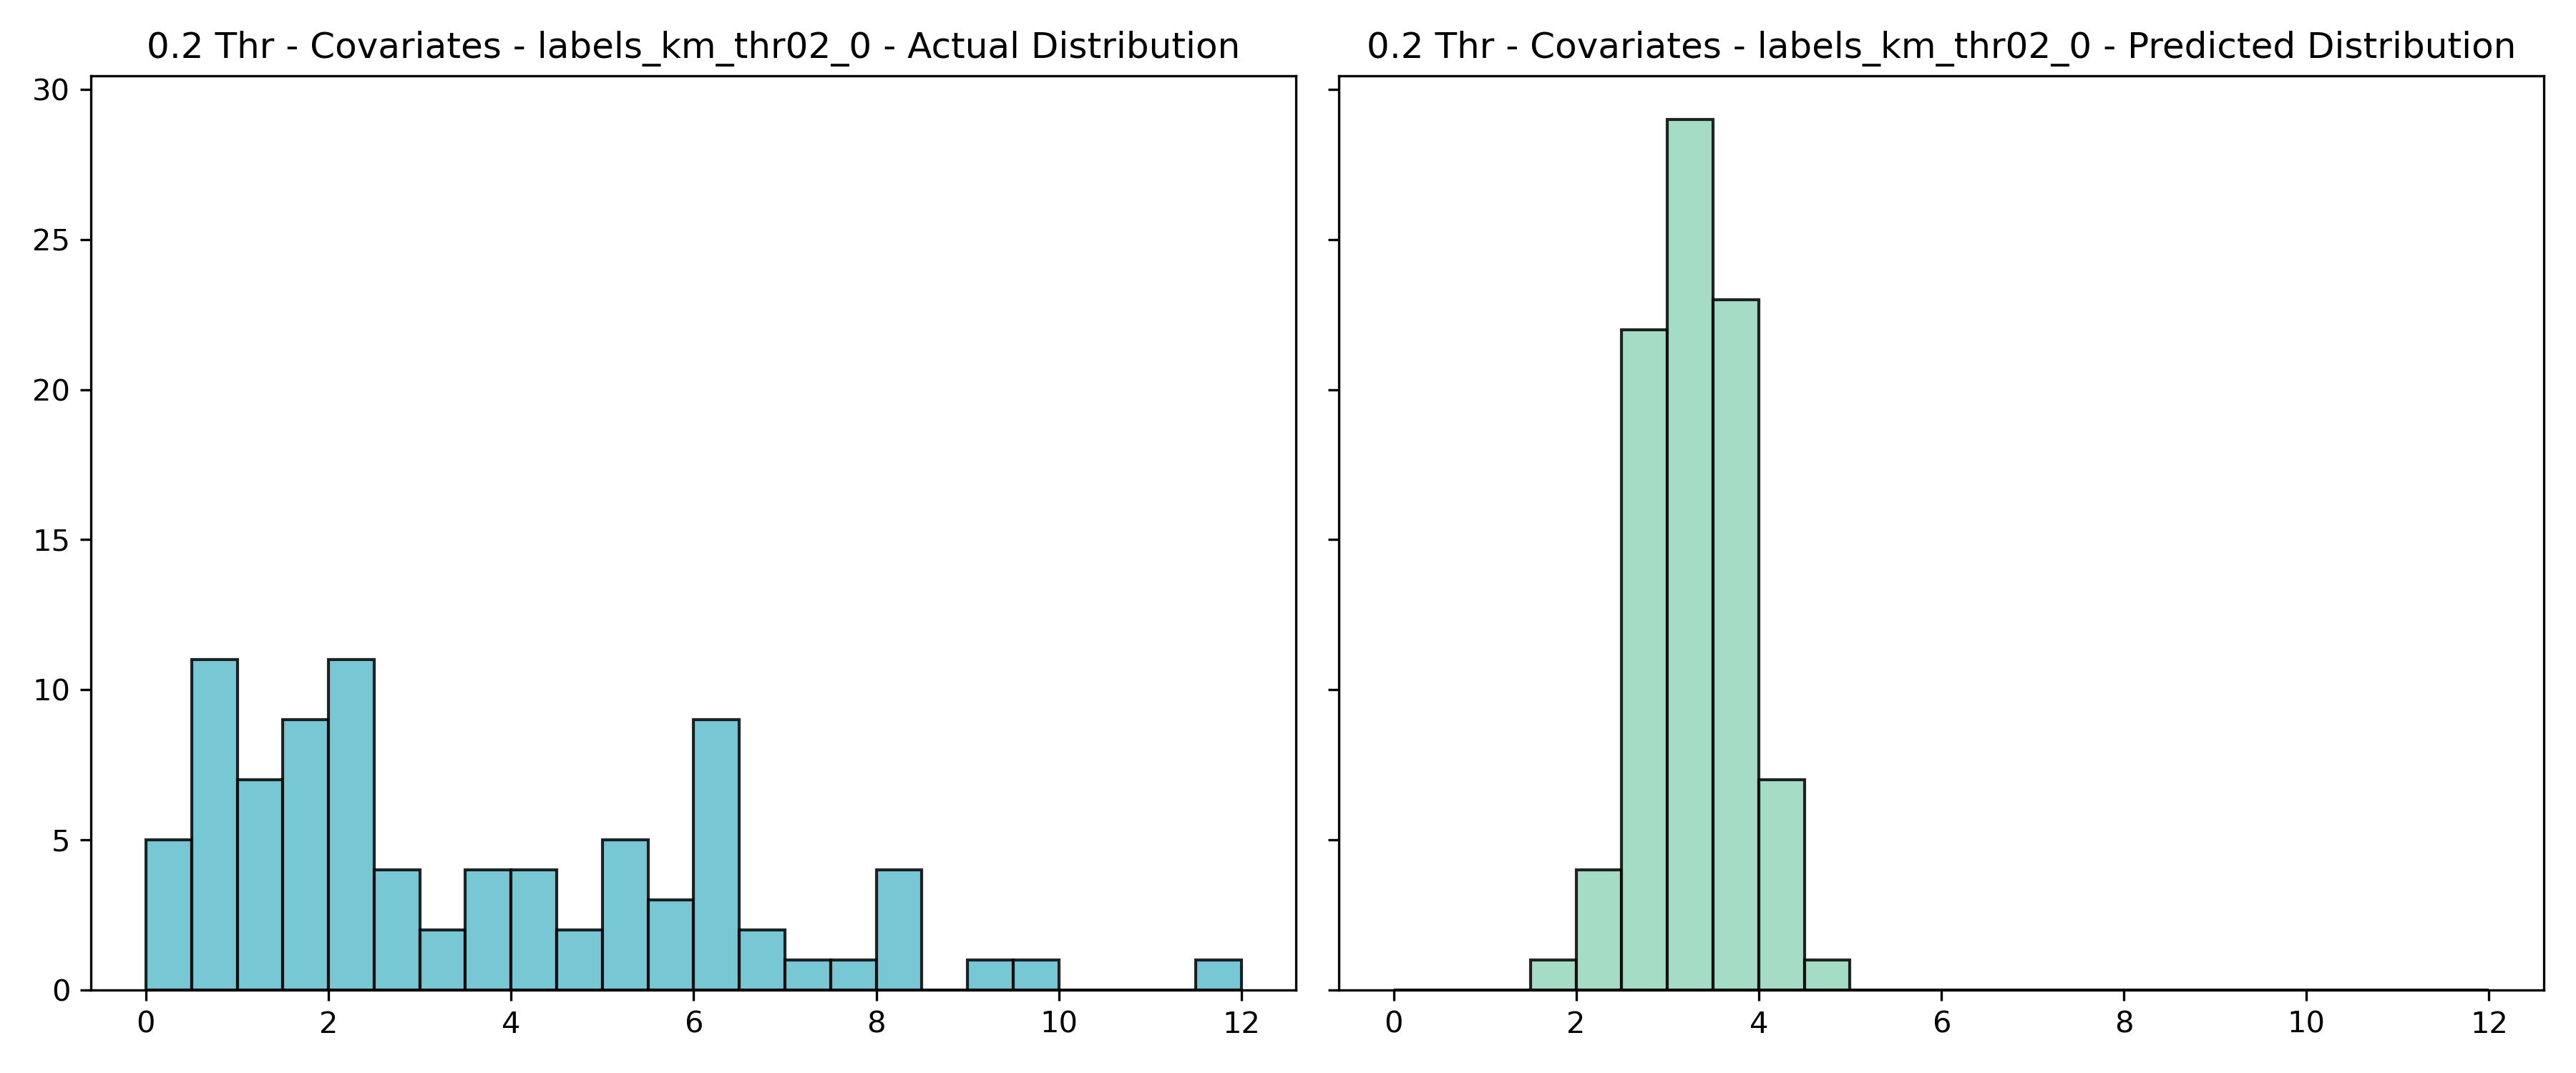 0.2 Thr - Covariates - labels_km_thr02_0 - Actual Distribution
30
25
20
15
10
5
0
0 2 4 6 8 10 12
0.2 Thr - Covariates - labels_km_thr02_0 - Predicted Distribution
0 2 4 6 8 10 12